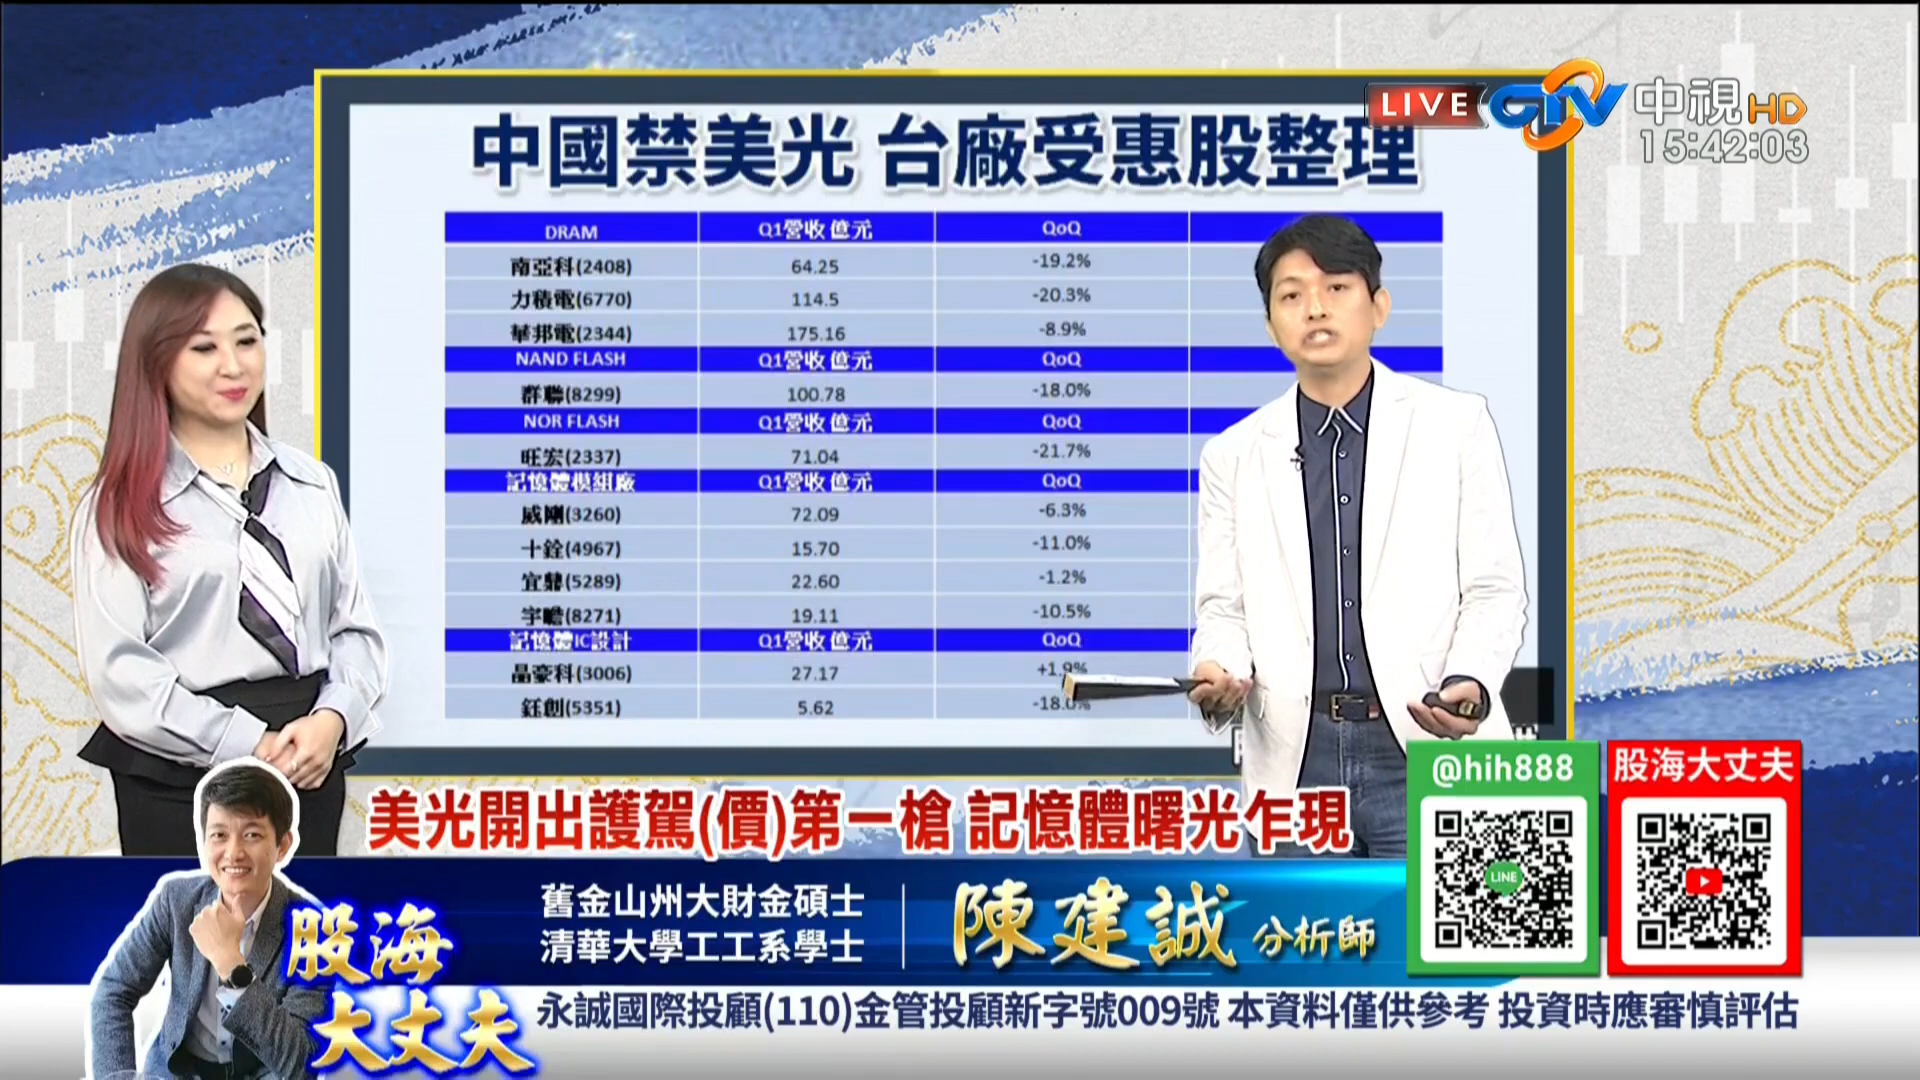 LIVE CTV 中視HD
15:42:03
中國禁美光 台廠受惠股整理
DRAM Q1營收 億元 QoQ
南亞科(2408) 64.25 -19.2%
力積電(6770) 114.5 -20.3%
華邦電(2344) 175.16 -8.9%
NAND FLASH Q1營收 億元 QoQ
群聯(8299) 100.78 -18.0%
NOR FLASH Q1營收 億元 QoQ
旺宏(2337) 71.04 -21.7%
記憶體模組廠 Q1營收 億元 QoQ
威剛(3260) 72.09 -6.3%
十銓(4967) 15.70 -11.0%
宜鼎(5289) 22.60 -1.2%
宇瞻(8271) 19.11 -10.5%
記憶體IC設計 Q1營收 億元 QoQ
晶豪科(3006) 27.17 +1.9%
鈺創(5351) 5.62 -18.0%
美光開出護駕(價)第一槍 記憶體曙光乍現
@hih888
LINE
股海大丈夫
股海
大丈夫
舊金山州大財金碩士
清華大學工工系學士
陳建誠 分析師
永誠國際投顧(110)金管投顧新字號009號 本資料僅供參考 投資時應審慎評估